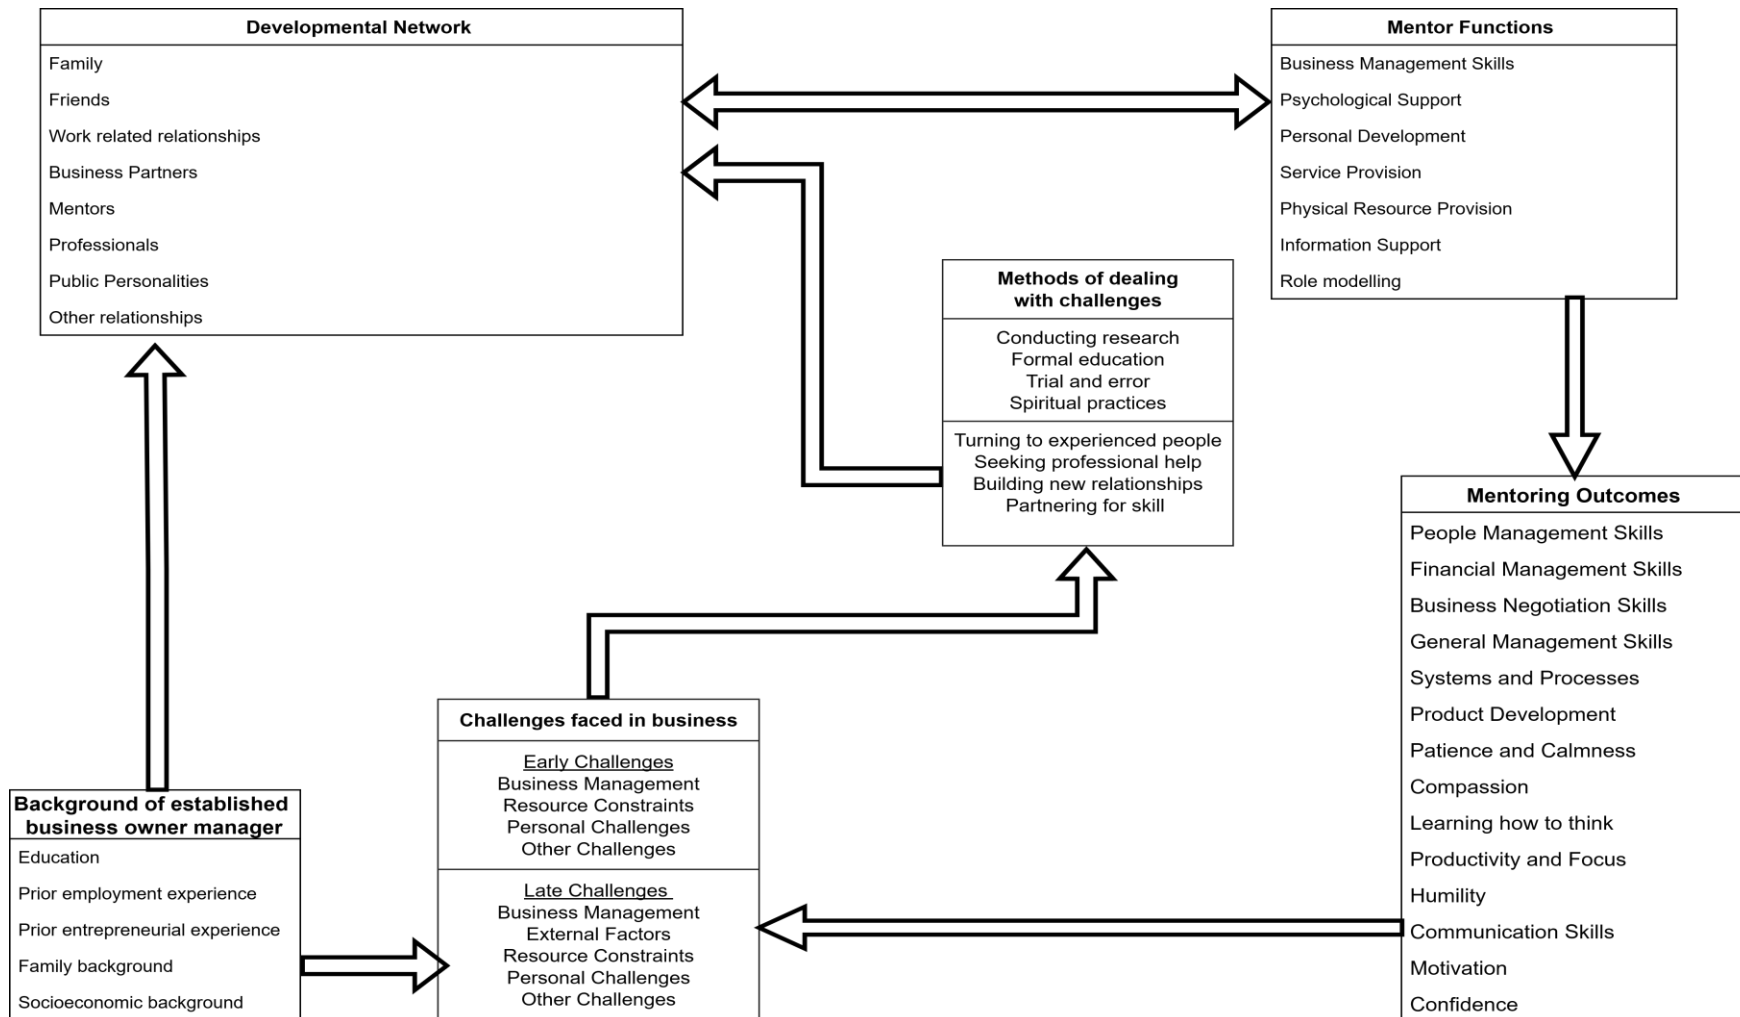 Developmental Network
Family
Friends
Work related relationships
Business Partners
Mentors
Professionals
Public Personalities
Other relationships
Mentor Functions
Business Management Skills
Psychological Support
Personal Development
Service Provision
Physical Resource Provision
Information Support
Role modelling
Methods of dealing
with challenges
Conducting research
Formal education
Trial and error
Spiritual practices
Turning to experienced people
Seeking professional help
Building new relationships
Partnering for skill
Mentoring Outcomes
People Management Skills
Financial Management Skills
Business Negotiation Skills
General Management Skills
Systems and Processes
Product Development
Patience and Calmness
Compassion
Learning how to think
Productivity and Focus
Humility
Communication Skills
Motivation
Confidence
Challenges faced in business
Early Challenges
Business Management
Resource Constraints
Personal Challenges
Other Challenges
Late Challenges
Business Management
External Factors
Resource Constraints
Personal Challenges
Other Challenges
Background of established
business owner manager
Education
Prior employment experience
Prior entrepreneurial experience
Family background
Socioeconomic background